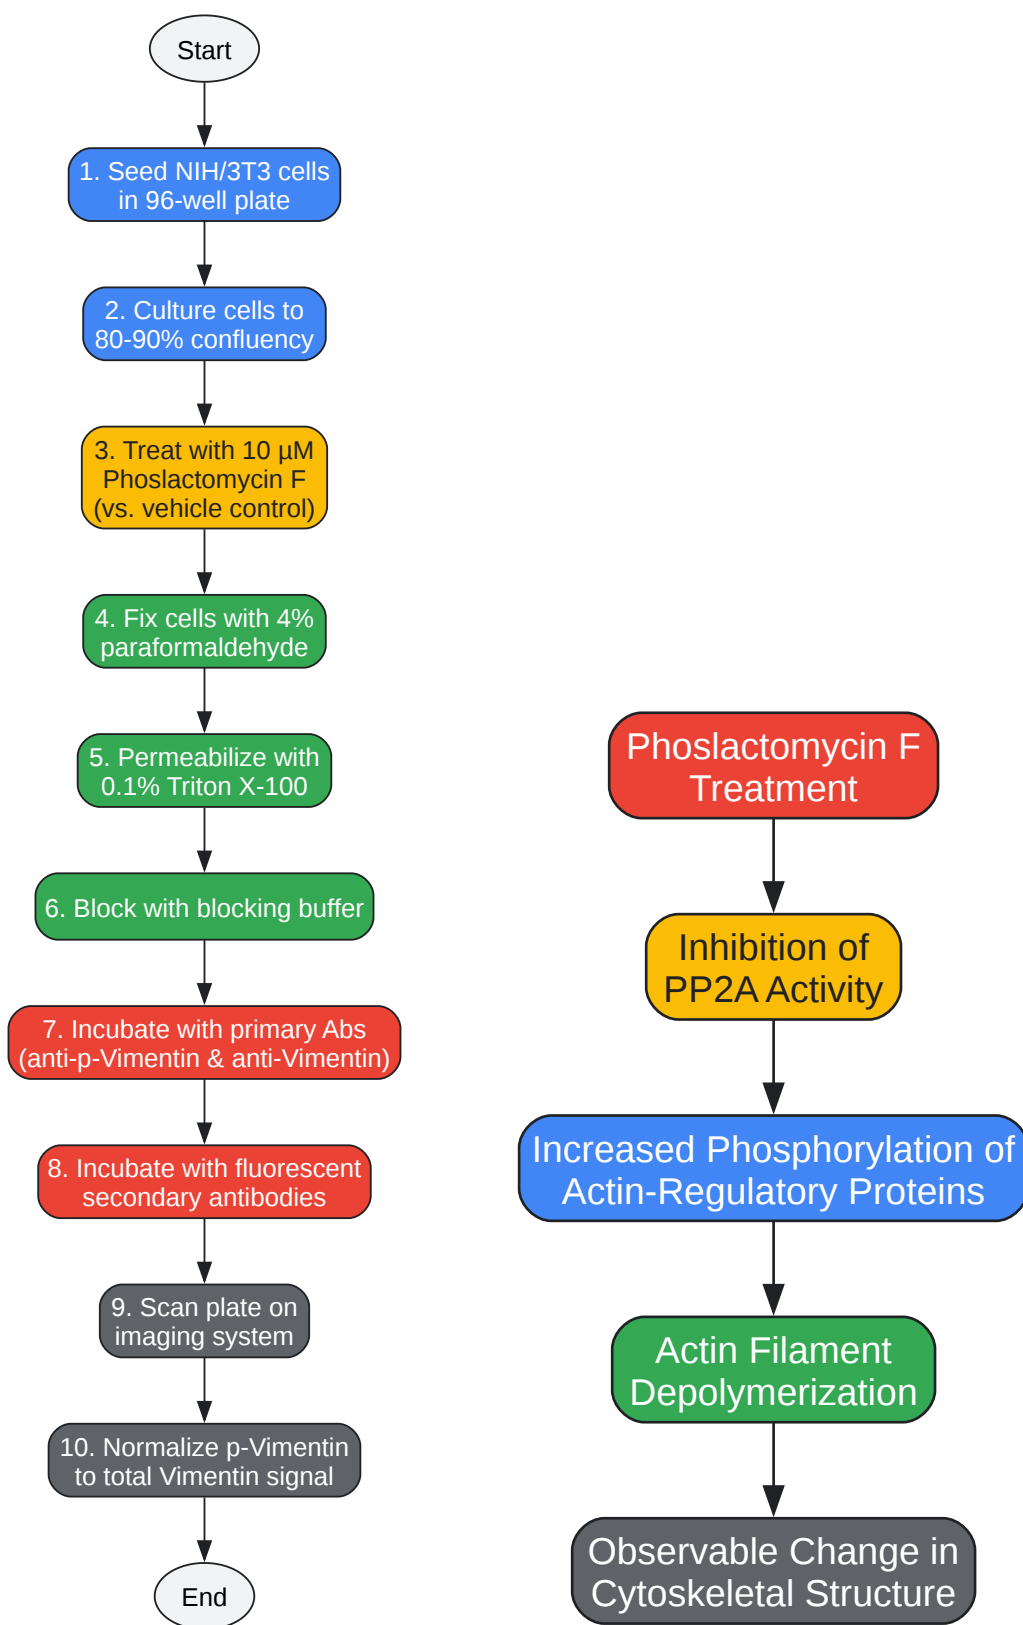 Start
1. Seed NIH/3T3 cells
in 96-well plate
2. Culture cells to
80-90% confluency
3. Treat with 10 µM
Phoslactomycin F
(vs. vehicle control)
4. Fix cells with 4%
paraformaldehyde
5. Permeabilize with
0.1% Triton X-100
6. Block with blocking buffer
7. Incubate with primary Abs
(anti-p-Vimentin & anti-Vimentin)
8. Incubate with fluorescent
secondary antibodies
9. Scan plate on
imaging system
10. Normalize p-Vimentin
to total Vimentin signal
End
Phoslactomycin F
Treatment
Inhibition of
PP2A Activity
Increased Phosphorylation of
Actin-Regulatory Proteins
Actin Filament
Depolymerization
Observable Change in
Cytoskeletal Structure